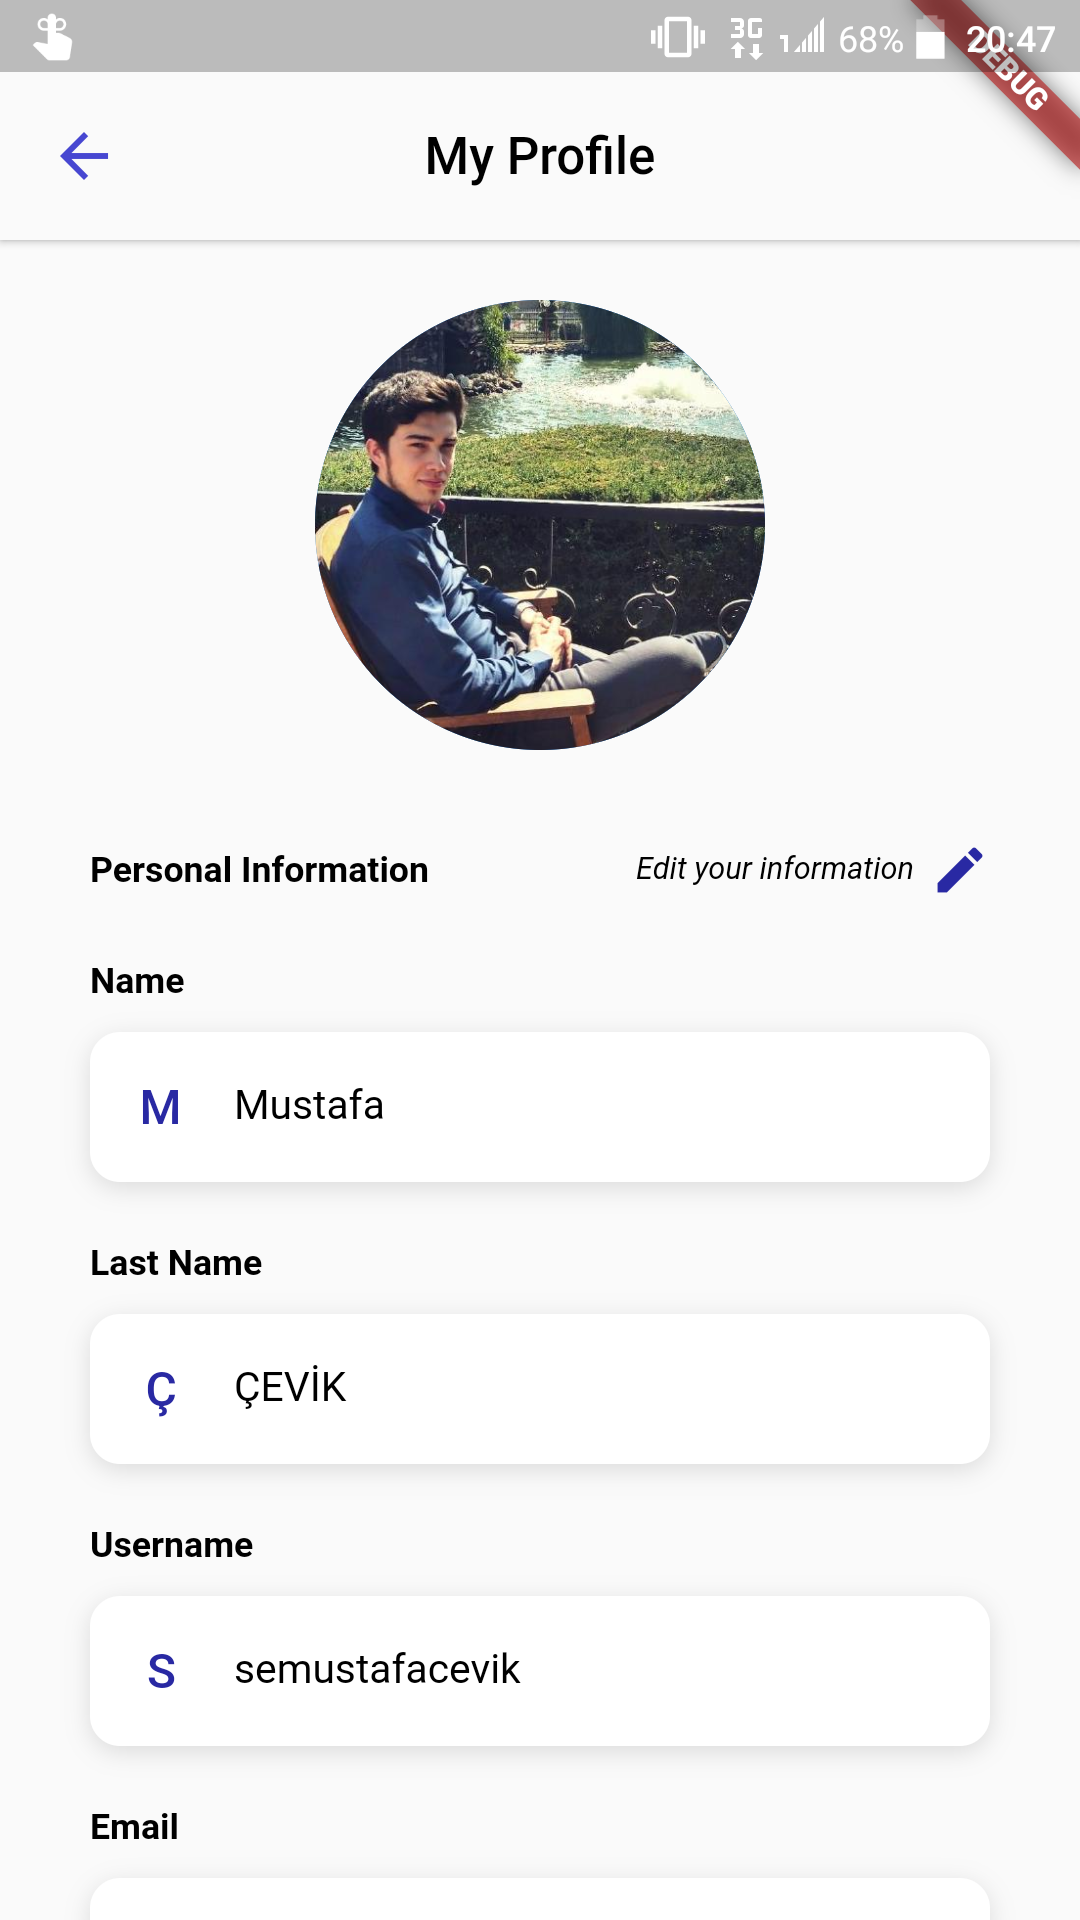 3G 1 68% 20:47
DEBUG
My Profile
Personal Information Edit your information
Name
M Mustafa
Last Name
Ç ÇEVİK
Username
S semustafacevik
Email